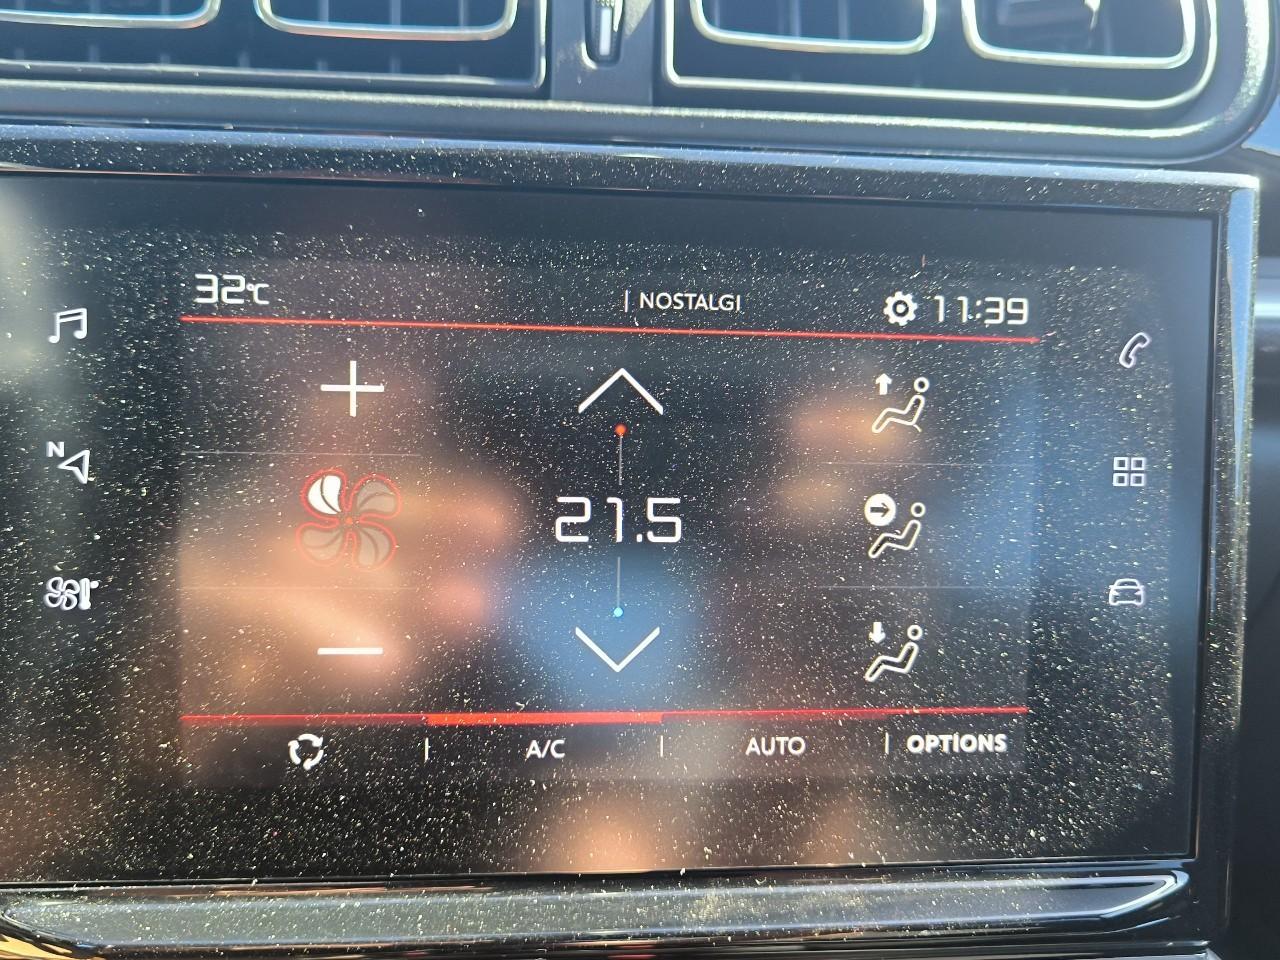 32°C
| NOSTALGI
11:39
N
21.5
A/C | AUTO | OPTIONS